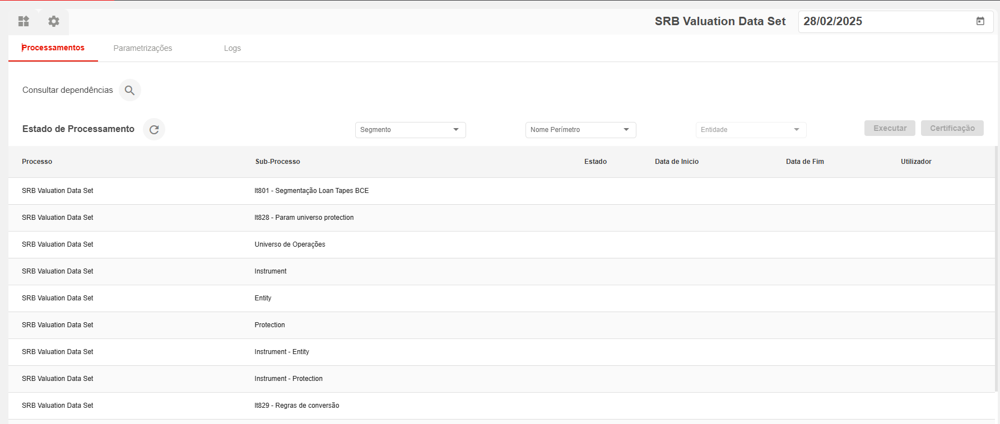 SRB Valuation Data Set 28/02/2025
Processamentos Parametrizações Logs
Consultar dependências
Estado de Processamento Segmento Nome Perímetro Entidade Executar Certificação
Processo Sub-Processo Estado Data de Inicio Data de Fim Utilizador
SRB Valuation Data Set lt801 - Segmentação Loan Tapes BCE
SRB Valuation Data Set lt828 - Param universo protection
SRB Valuation Data Set Universo de Operações
SRB Valuation Data Set Instrument
SRB Valuation Data Set Entity
SRB Valuation Data Set Protection
SRB Valuation Data Set Instrument - Entity
SRB Valuation Data Set Instrument - Protection
SRB Valuation Data Set lt829 - Regras de conversão